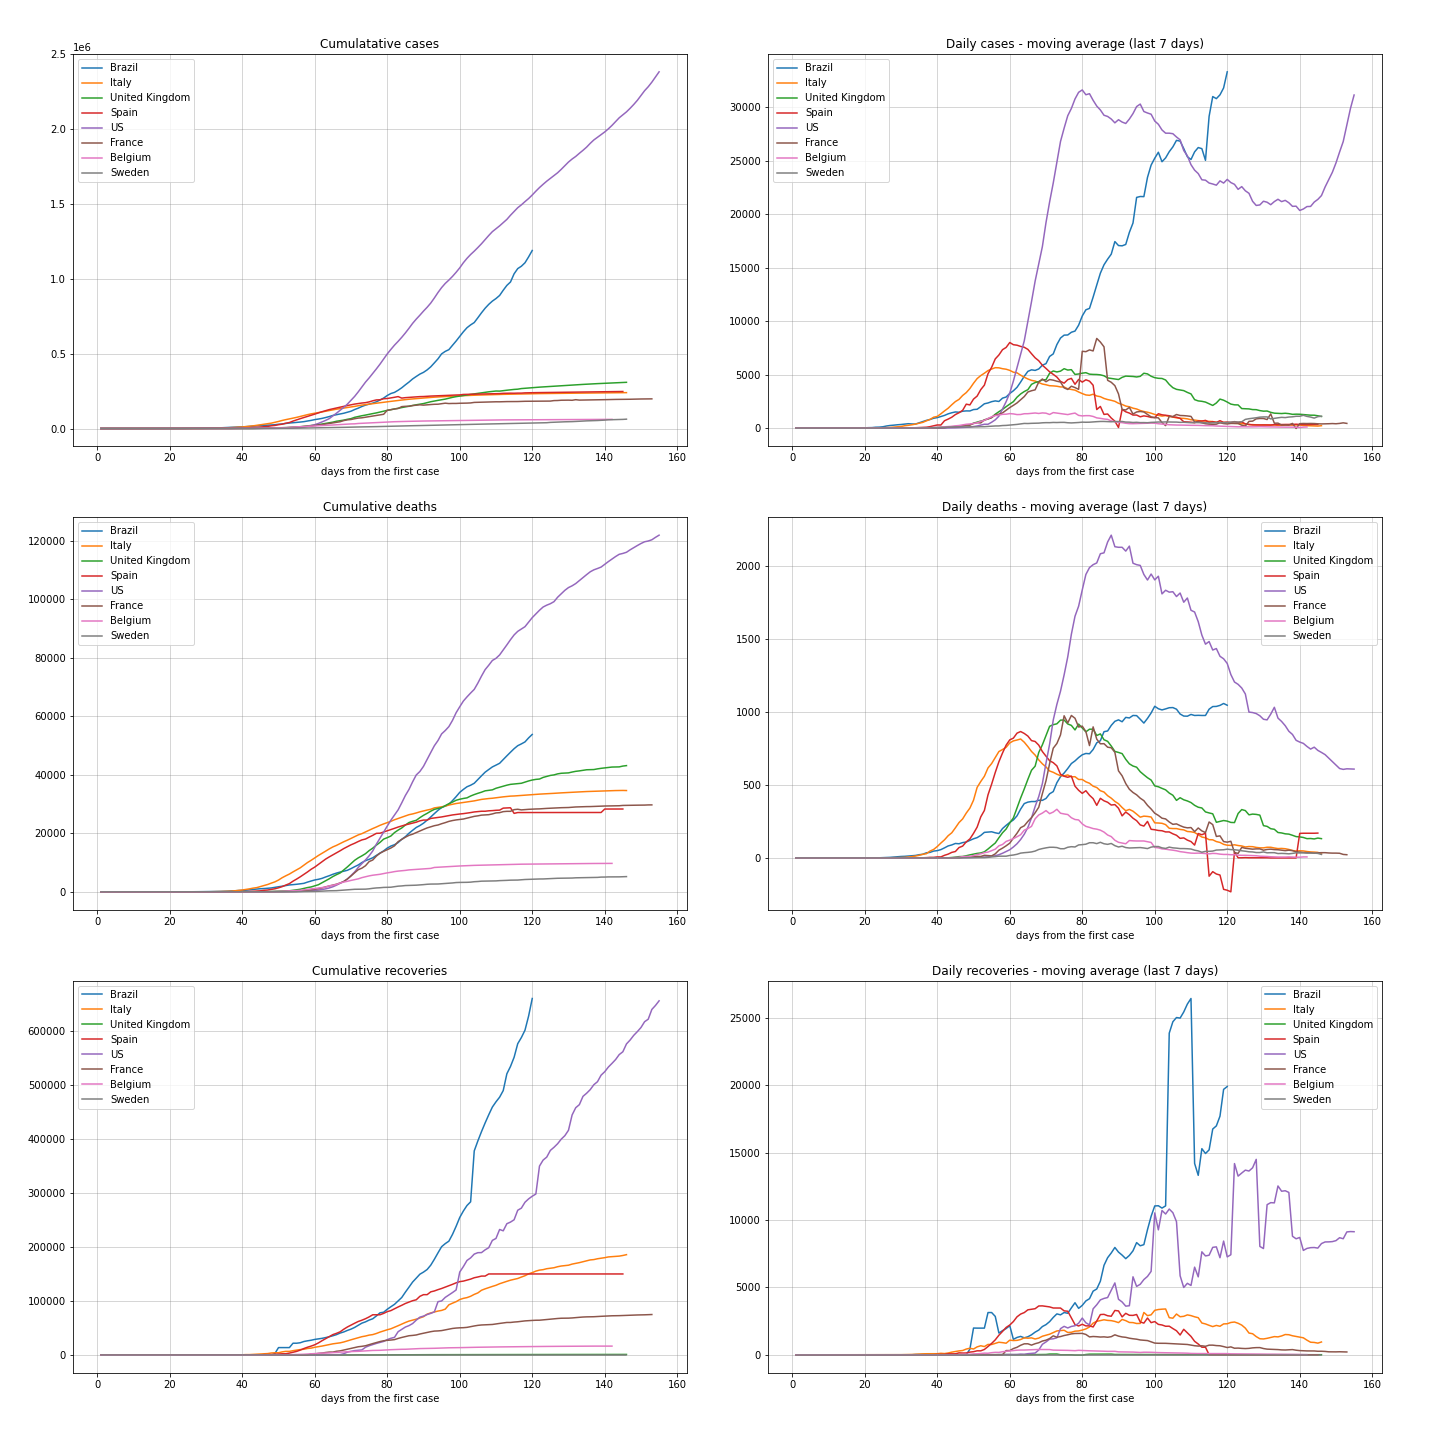 Cumulatative cases
1e6
2.5
2.0
1.5
1.0
0.5
0.0
Brazil
Italy
United Kingdom
Spain
US
France
Belgium
Sweden
0 20 40 60 80 100 120 140 160
days from the first case
Daily cases - moving average (last 7 days)
30000
25000
20000
15000
10000
5000
0
Brazil
Italy
United Kingdom
Spain
US
France
Belgium
Sweden
0 20 40 60 80 100 120 140 160
days from the first case
Cumulative deaths
120000
100000
80000
60000
40000
20000
0
Brazil
Italy
United Kingdom
Spain
US
France
Belgium
Sweden
0 20 40 60 80 100 120 140 160
days from the first case
Daily deaths - moving average (last 7 days)
2000
1500
1000
500
0
Brazil
Italy
United Kingdom
Spain
US
France
Belgium
Sweden
0 20 40 60 80 100 120 140 160
days from the first case
Cumulative recoveries
600000
500000
400000
300000
200000
100000
0
Brazil
Italy
United Kingdom
Spain
US
France
Belgium
Sweden
0 20 40 60 80 100 120 140 160
days from the first case
Daily recoveries - moving average (last 7 days)
25000
20000
15000
10000
5000
0
Brazil
Italy
United Kingdom
Spain
US
France
Belgium
Sweden
0 20 40 60 80 100 120 140 160
days from the first case